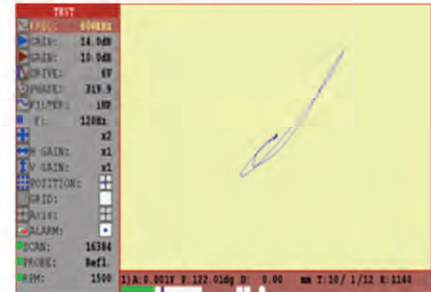 TEST
FREQ: 600kHz
GAIN: 14.0dB
GAIN: 10.0dB
DRIVE: 6V
PHASE: 319.9
FILTER:
F: 120Hz
x2
H GAIN: x1
V GAIN: x1
POSITION:
GRID:
Axis:
ALARM:
SCAN: 16384
PROBE: Refl.
RPM: 1500
1)A:0.001V P:122.01dg D: 0.00 mm T:10/ 1/12 R:1140